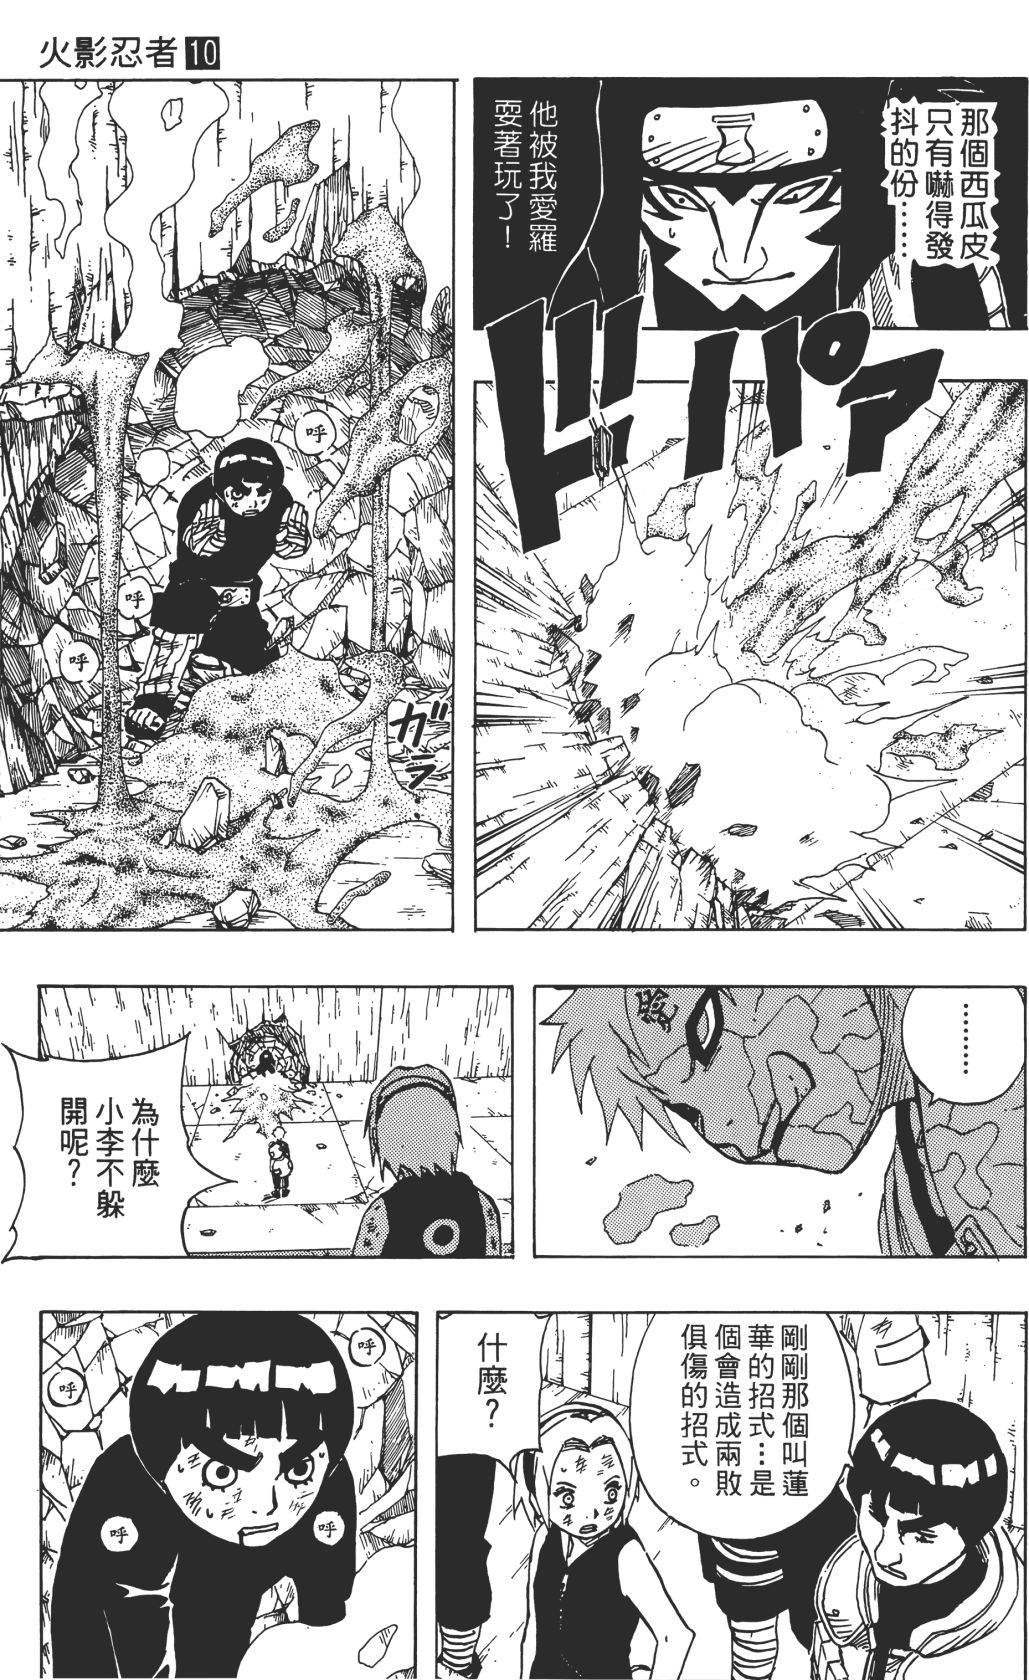 火影忍者10
那個西瓜皮
只有嚇得發
抖的份……
他被我愛羅
耍著玩了！
ドパァ
呼
呼
呼
ガラ
………
為什麼
小李不躲
開呢？
剛剛那個叫蓮
華的招式…是
個會造成兩敗
俱傷的招式。
什麼？
呼
呼
呼
呼